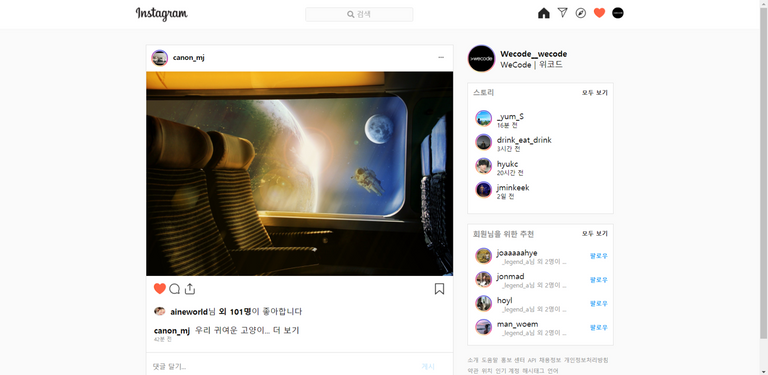 Instagram
검색
canon_mj
aineworld님 외 101명이 좋아합니다
canon_mj 우리 귀여운 고양이... 더 보기
42분 전
댓글 달기...
게시
wecode
Wecode__wecode
WeCode | 위코드
스토리 모두 보기
_yum_s
16분 전
drink_eat_drink
3시간 전
hyukc
20시간 전
jminkeek
2일 전
회원님을 위한 추천 모두 보기
joaaaaahye
_legend_a님 외 2명이 ...
팔로우
jonmad
_legend_a님 외 2명이 ...
팔로우
hoyl
_legend_a님 외 2명이 ...
팔로우
man_woem
_legend_a님 외 2명이 ...
팔로우
소개 도움말 홍보 센터 API 채용정보 개인정보처리방침
약관 위치 인기 계정 해시태그 언어